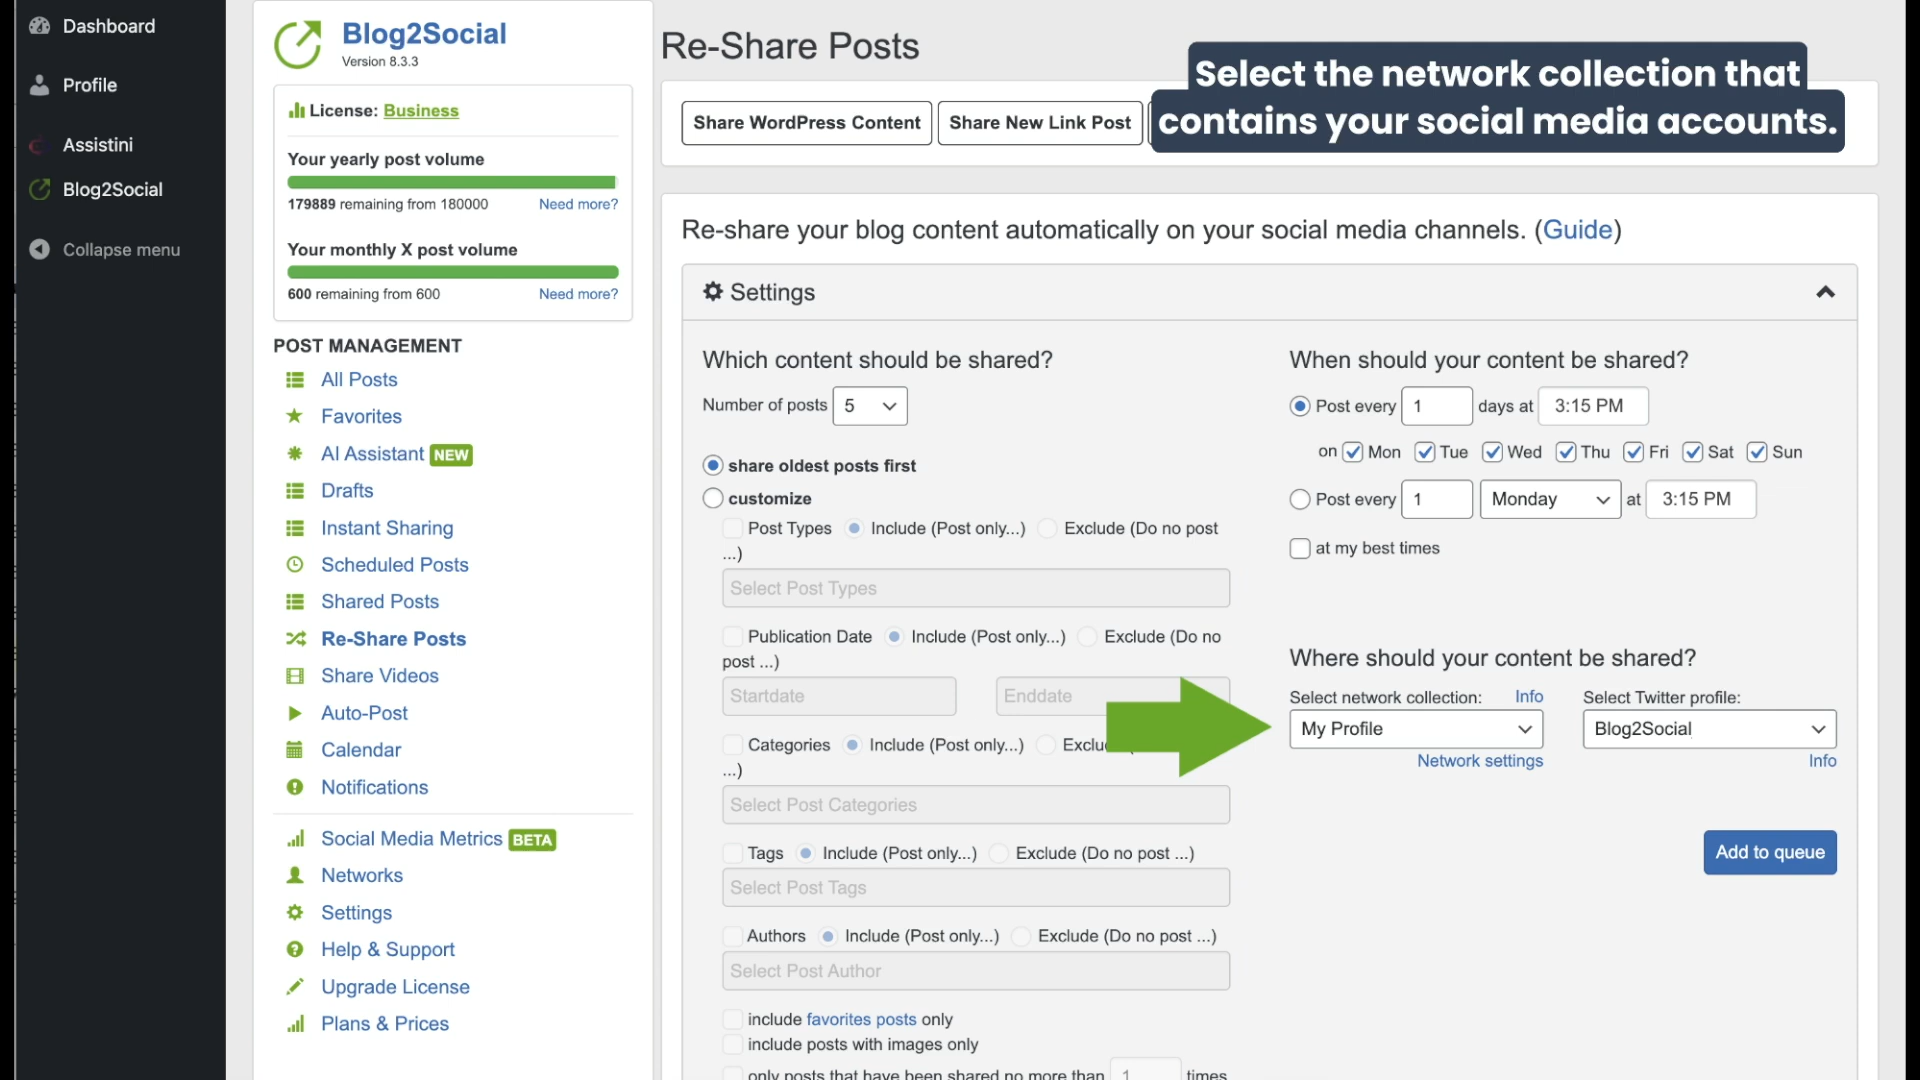 Dashboard
Profile
Assistini
Blog2Social
Collapse menu
Blog2Social
Version 8.3.3
License: Business
Your yearly post volume
179889 remaining from 180000 Need more?
Your monthly X post volume
600 remaining from 600 Need more?
POST MANAGEMENT
All Posts
Favorites
AI Assistant NEW
Drafts
Instant Sharing
Scheduled Posts
Shared Posts
Re-Share Posts
Share Videos
Auto-Post
Calendar
Notifications
Social Media Metrics BETA
Networks
Settings
Help & Support
Upgrade License
Plans & Prices
Re-Share Posts
Select the network collection that
contains your social media accounts.
Share WordPress Content Share New Link Post
Re-share your blog content automatically on your social media channels. (Guide)
Settings
Which content should be shared?
Number of posts 5
share oldest posts first
customize
Post Types Include (Post only...) Exclude (Do no post
...)
Select Post Types
Publication Date Include (Post only...) Exclude (Do no
post ...)
Startdate Enddate
Categories Include (Post only...)
...)
Select Post Categories
Tags Include (Post only...) Exclude (Do no post ...)
Select Post Tags
Authors Include (Post only...) Exclude (Do no post ...)
Select Post Author
include favorites posts only
include posts with images only
only posts that have been shared no more than 1 times
When should your content be shared?
Post every 1 days at 3:15 PM
on Mon Tue Wed Thu Fri Sat Sun
Post every 1 Monday at 3:15 PM
at my best times
Where should your content be shared?
Select network collection: Info Select Twitter profile:
My Profile Blog2Social
Network settings Info
Add to queue